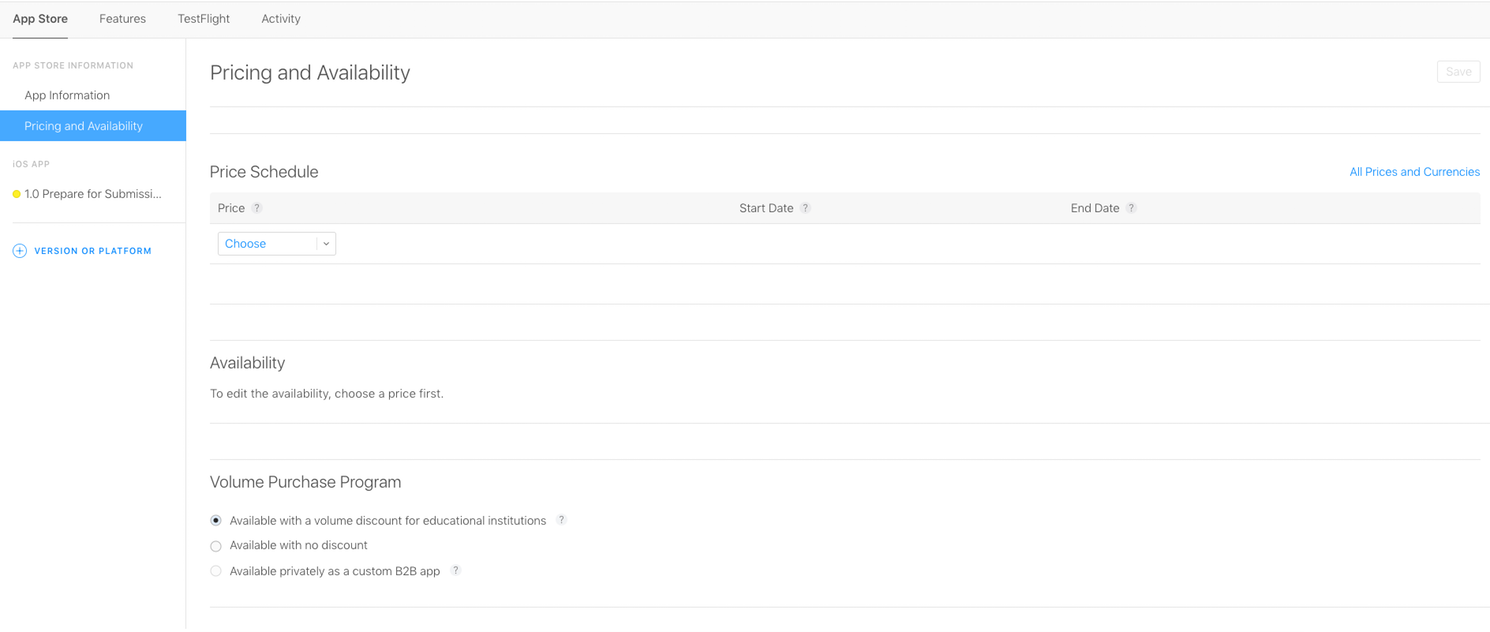 App Store Features TestFlight Activity
APP STORE INFORMATION
App Information
Pricing and Availability
iOS APP
1.0 Prepare for Submissi...
VERSION OR PLATFORM
Pricing and Availability
Save
Price Schedule
All Prices and Currencies
Price ? Start Date ? End Date ?
Choose
Availability
To edit the availability, choose a price first.
Volume Purchase Program
Available with a volume discount for educational institutions ?
Available with no discount
Available privately as a custom B2B app ?